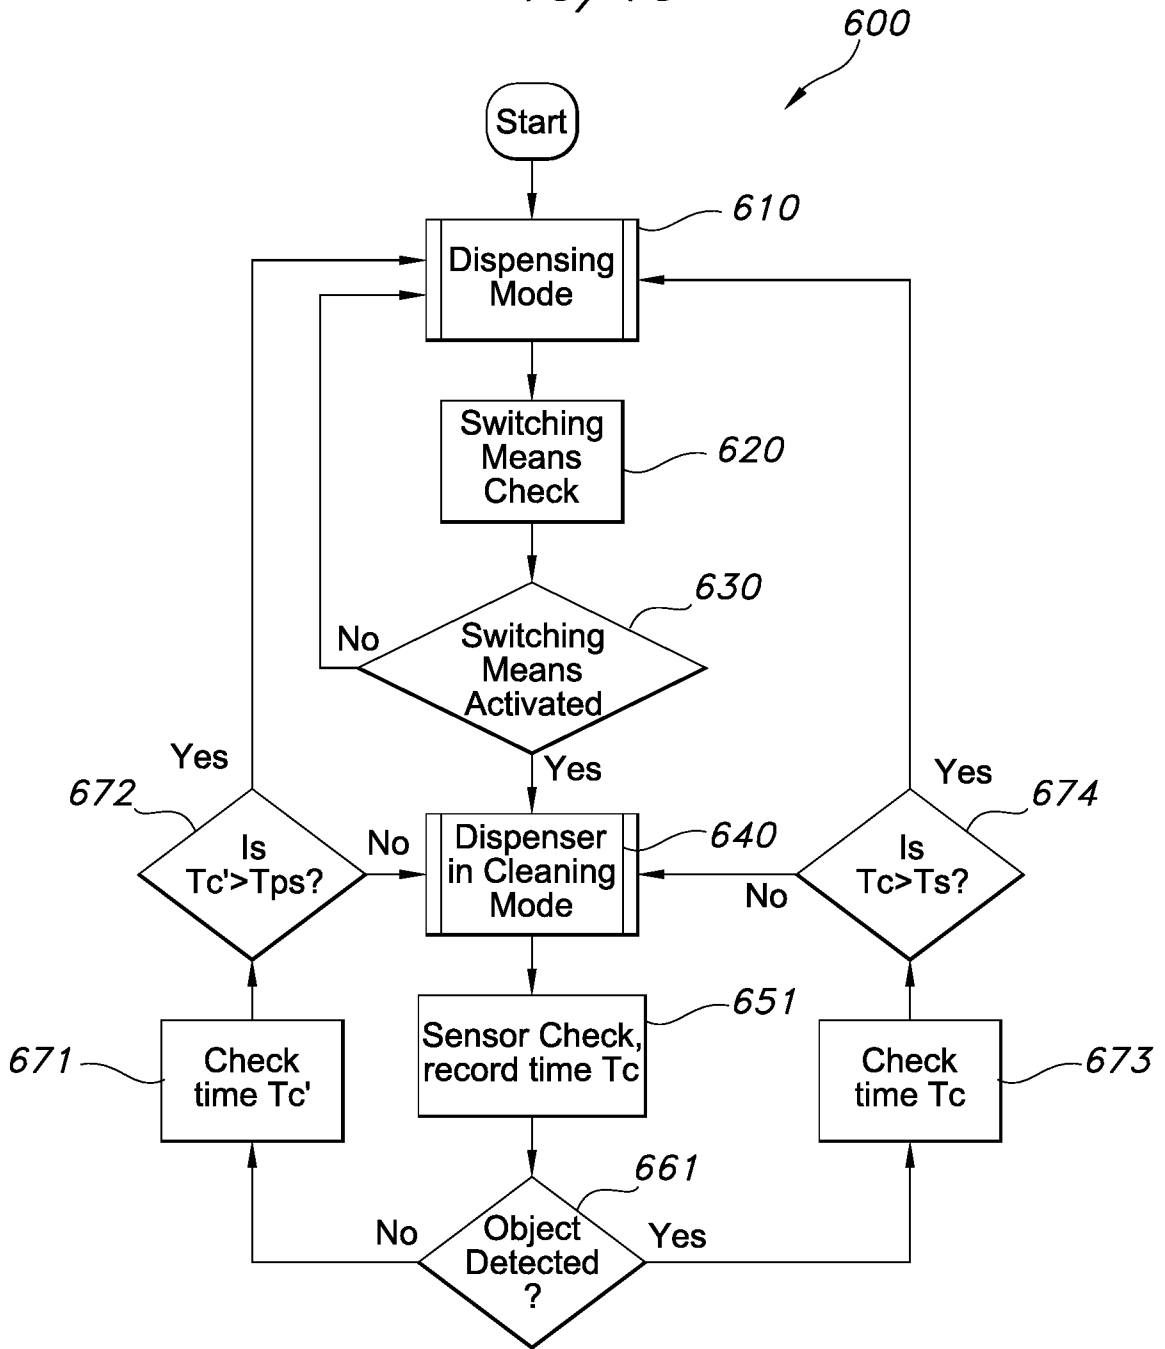 600
Start
610
Dispensing
Mode
Switching
Means
Check
620
630
No
Switching
Means
Activated
Yes
Yes
Yes
672
674
Is
Tc'>Tps?
No
Dispenser
in Cleaning
Mode
640
No
Is
Tc>Ts?
651
Sensor Check,
record time Tc
671
Check
time Tc'
Check
time Tc
673
661
No
Object
Detected
?
Yes